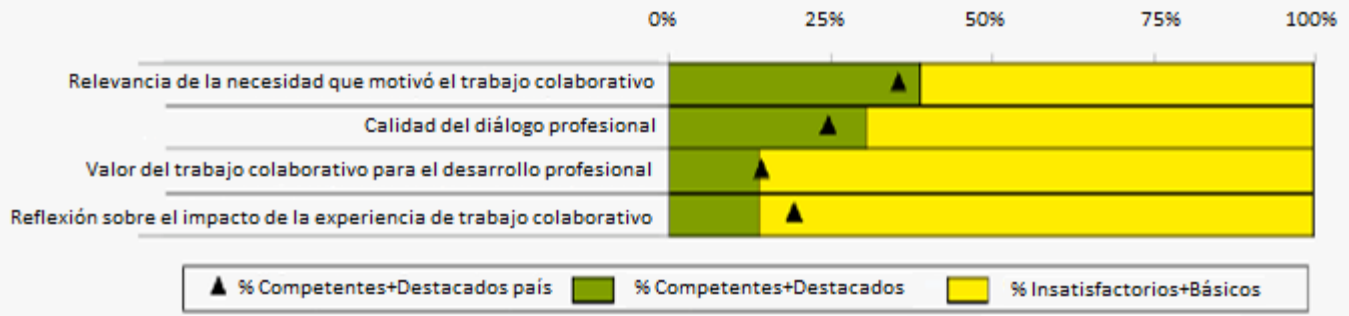 0% 25% 50% 75% 100%
Relevancia de la necesidad que motivó el trabajo colaborativo
Calidad del diálogo profesional
Valor del trabajo colaborativo para el desarrollo profesional
Reflexión sobre el impacto de la experiencia de trabajo colaborativo
% Competentes+Destacados país % Competentes+Destacados % Insatisfactorios+Básicos